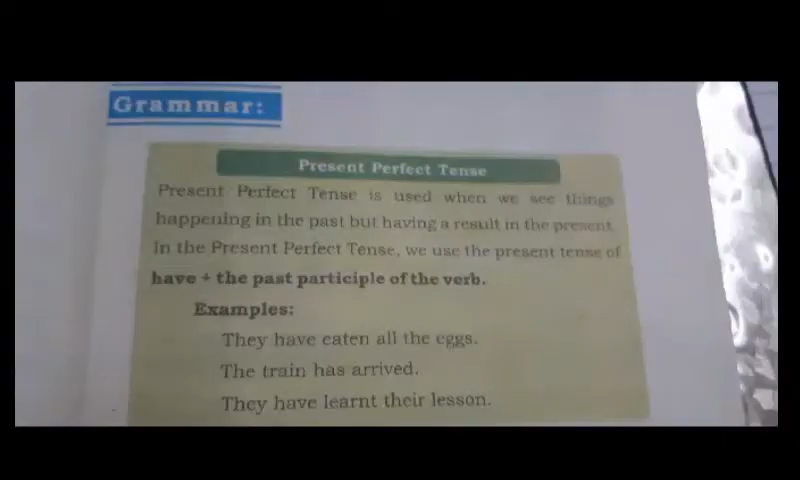 Grammar:
Present Perfect Tense
Present Perfect Tense is used when we see things
happening in the past but having a result in the present.
In the Present Perfect Tense, we use the present tense of
have + the past participle of the verb.
Examples:
They have eaten all the eggs.
The train has arrived.
They have learnt their lesson.